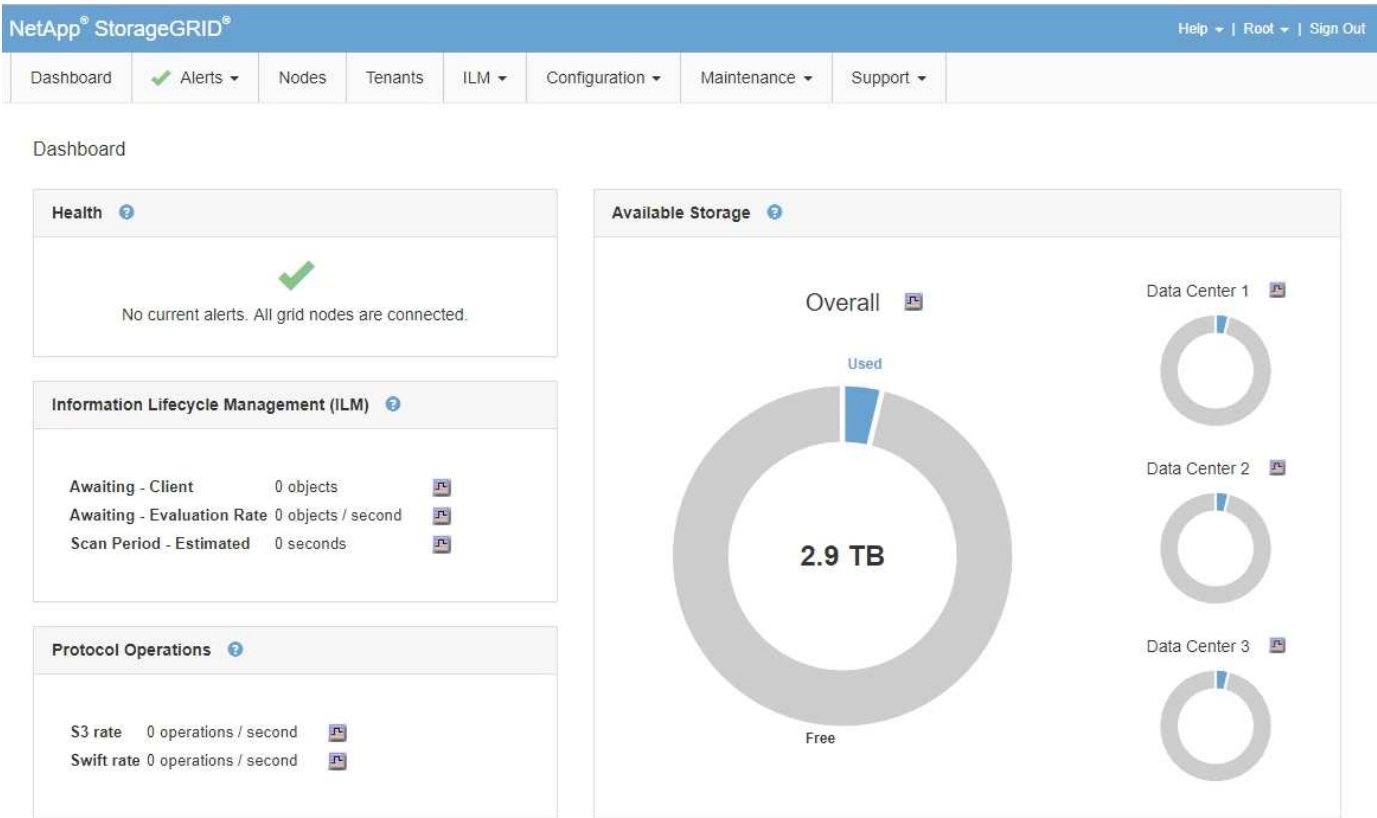 NetApp® StorageGRID®
Help | Root | Sign Out
Dashboard
Alerts
Nodes
Tenants
ILM
Configuration
Maintenance
Support
Dashboard
Health ?
No current alerts. All grid nodes are connected.
Information Lifecycle Management (ILM) ?
Awaiting - Client 0 objects
Awaiting - Evaluation Rate 0 objects / second
Scan Period - Estimated 0 seconds
Protocol Operations ?
S3 rate 0 operations / second
Swift rate 0 operations / second
Available Storage ?
Overall
Used
2.9 TB
Free
Data Center 1
Data Center 2
Data Center 3